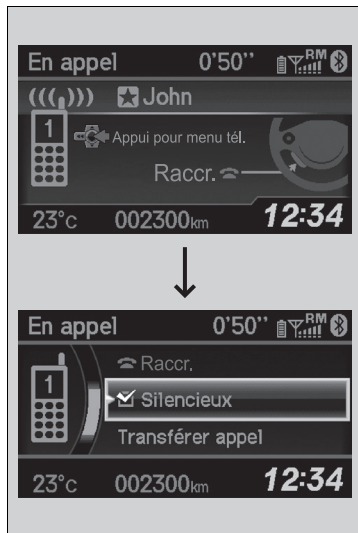 En appel 0'50'' RM
John
1 Appui pour menu tél.
Raccr.
23°c 002300km 12:34
En appel 0'50'' RM
Raccr.
1 Silencieux
Transférer appel
23°c 002300km 12:34